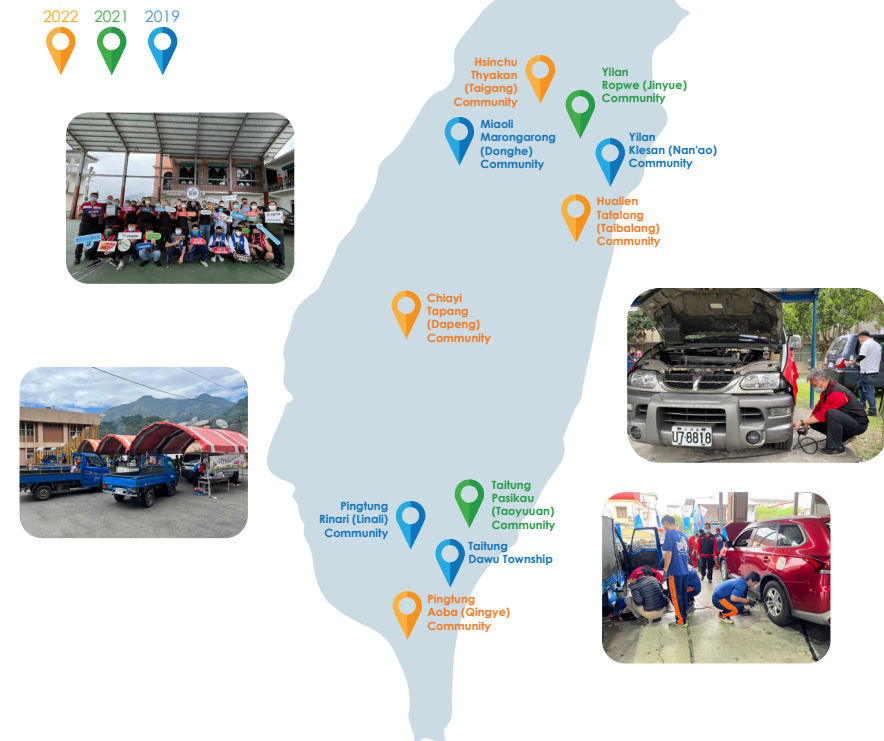 2022 2021 2019
Hsinchu
Thyakan
(Taigang)
Community
Yilan
Ropwe (Jinyue)
Community
Miaoli
Marongarong
(Donghe)
Community
Yilan
Klesan (Nan'ao)
Community
Hualien
Tafalong
(Taibalang)
Community
Chiayi
Tapang
(Dapeng)
Community
U7-8818
Taitung
Pasikau
(Taoyuuan)
Community
Pingtung
Rinari (Linali)
Community
Taitung
Dawu Township
Pingtung
Aoba (Qingye)
Community